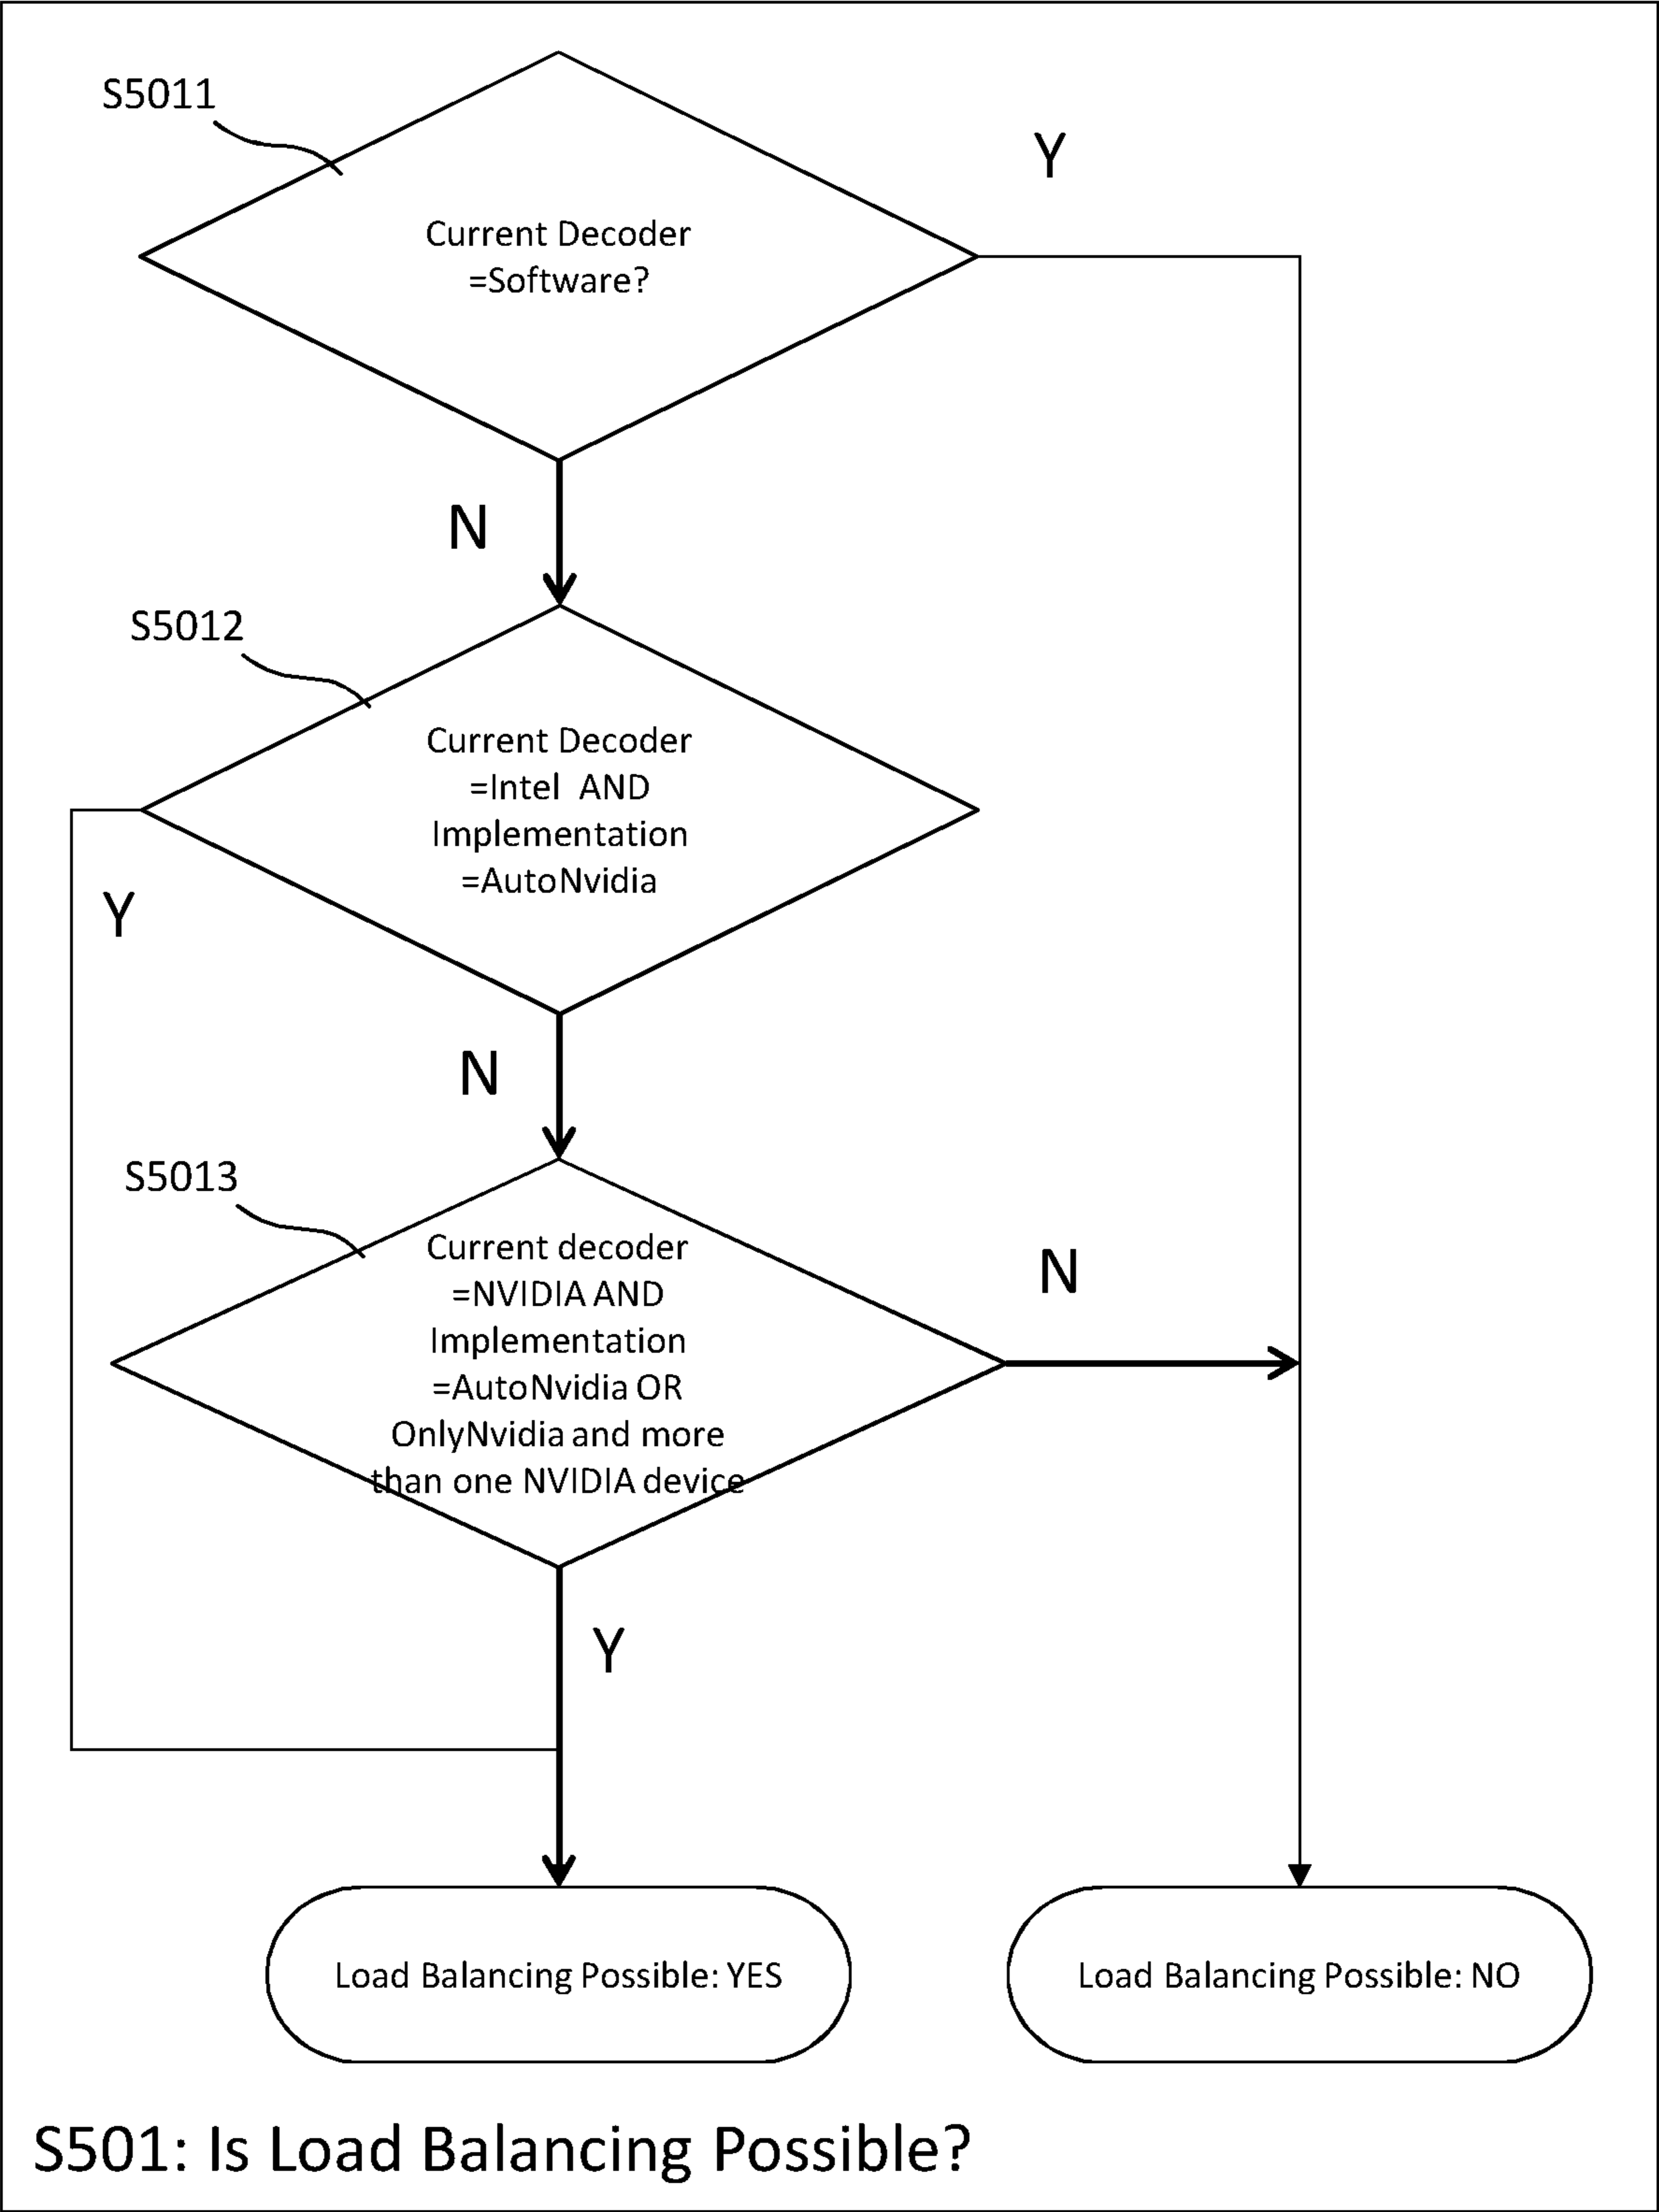 S5011
Y
Current Decoder
=Software?
N
S5012
Current Decoder
=Intel AND
Implementation
=AutoNvidia
Y
N
S5013
Current decoder
=NVIDIA AND
Implementation
=AutoNvidia OR
OnlyNvidia and more
than one NVIDIA device
N
Y
Load Balancing Possible: YES
Load Balancing Possible: NO
S501: Is Load Balancing Possible?